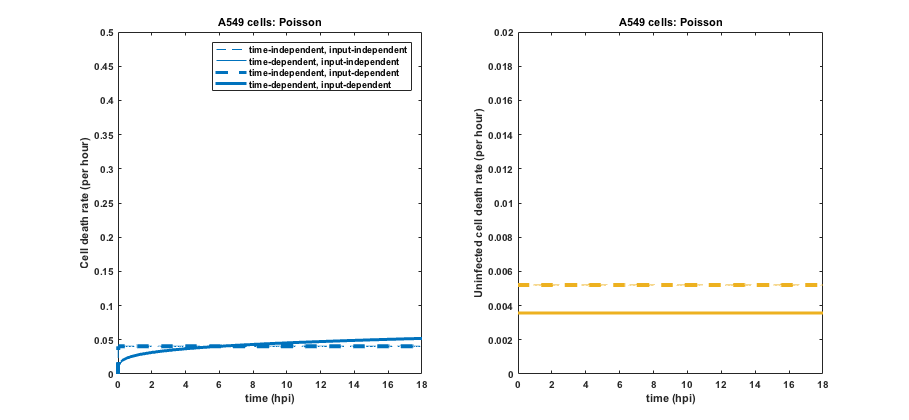 A549 cells: Poisson
0.5
0.45
0.4
0.35
0.3
0.25
0.2
0.15
0.1
0.05
0
Cell death rate (per hour)
time-independent, input-independent
time-dependent, input-independent
time-independent, input-dependent
time-dependent, input-dependent
0 2 4 6 8 10 12 14 16 18
time (hpi)
A549 cells: Poisson
0.02
0.018
0.016
0.014
0.012
0.01
0.008
0.006
0.004
0.002
0
Uninfected cell death rate (per hour)
0 2 4 6 8 10 12 14 16 18
time (hpi)